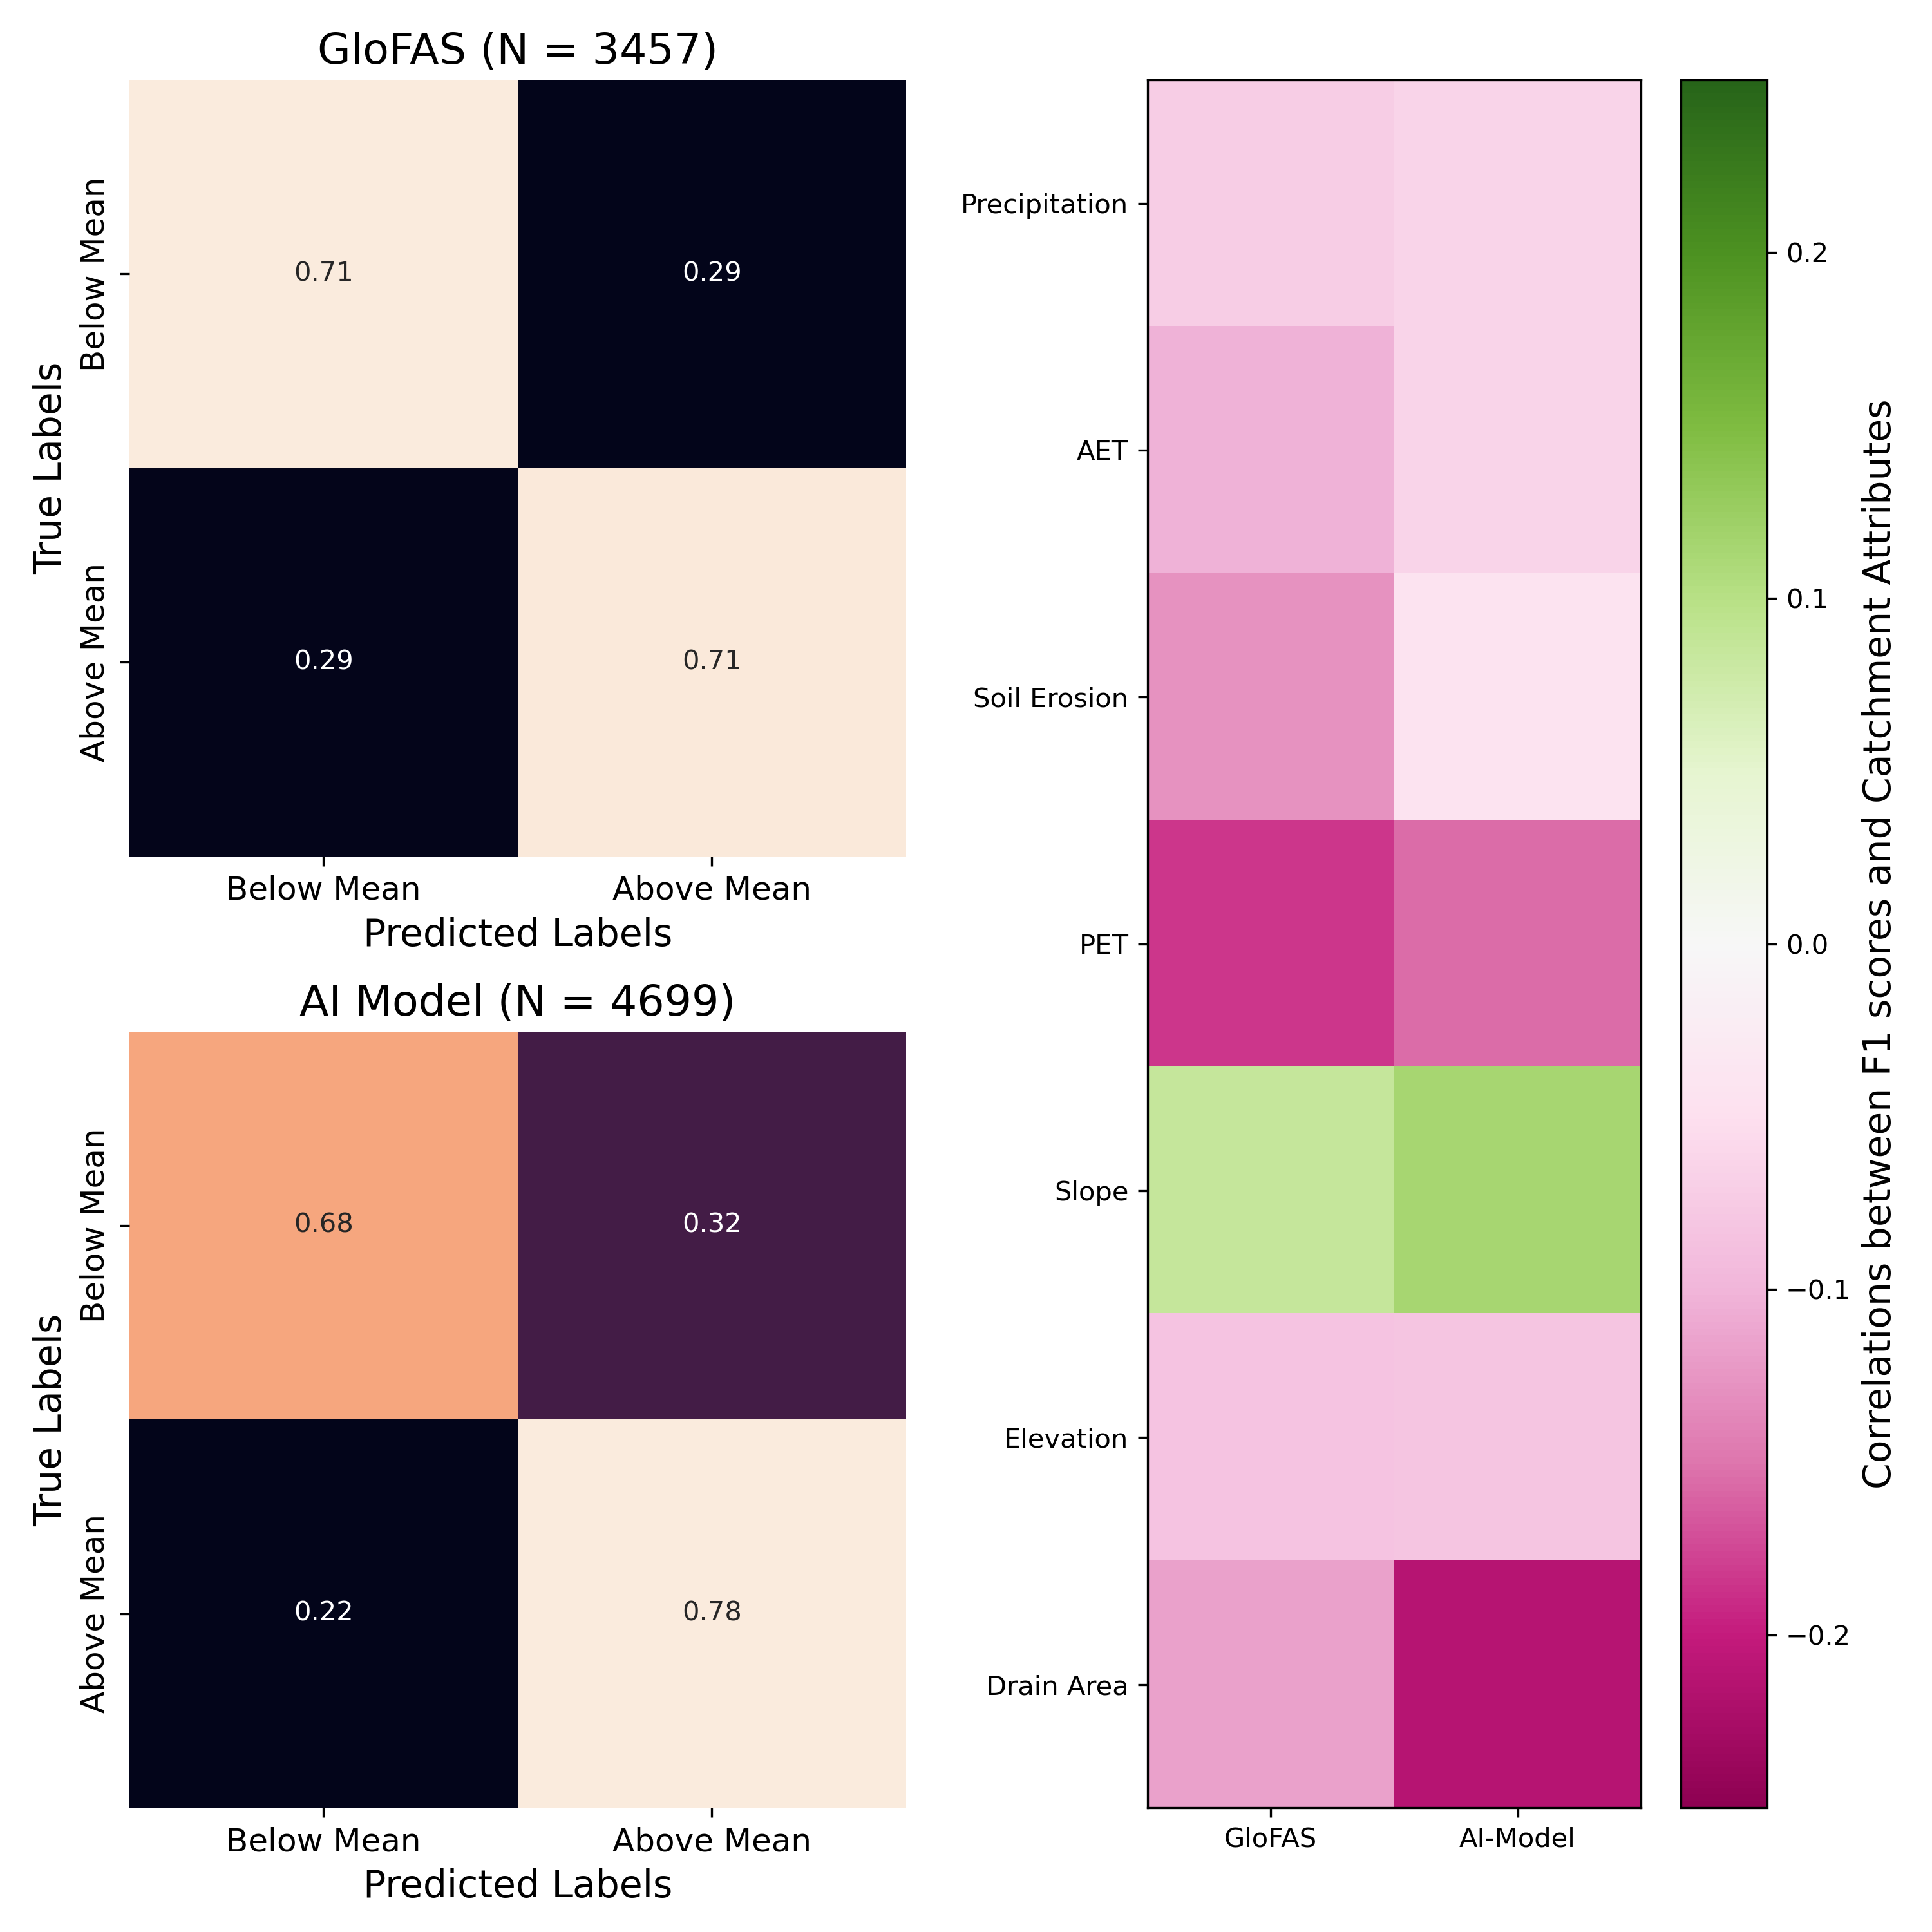 GloFAS (N = 3457)
True Labels
Below Mean
Above Mean
0.71
0.29
0.29
0.71
Below Mean
Above Mean
Predicted Labels
AI Model (N = 4699)
True Labels
Below Mean
Above Mean
0.68
0.32
0.22
0.78
Below Mean
Above Mean
Predicted Labels
Precipitation
AET
Soil Erosion
PET
Slope
Elevation
Drain Area
GloFAS
AI-Model
0.2
0.1
0.0
−0.1
−0.2
Correlations between F1 scores and Catchment Attributes